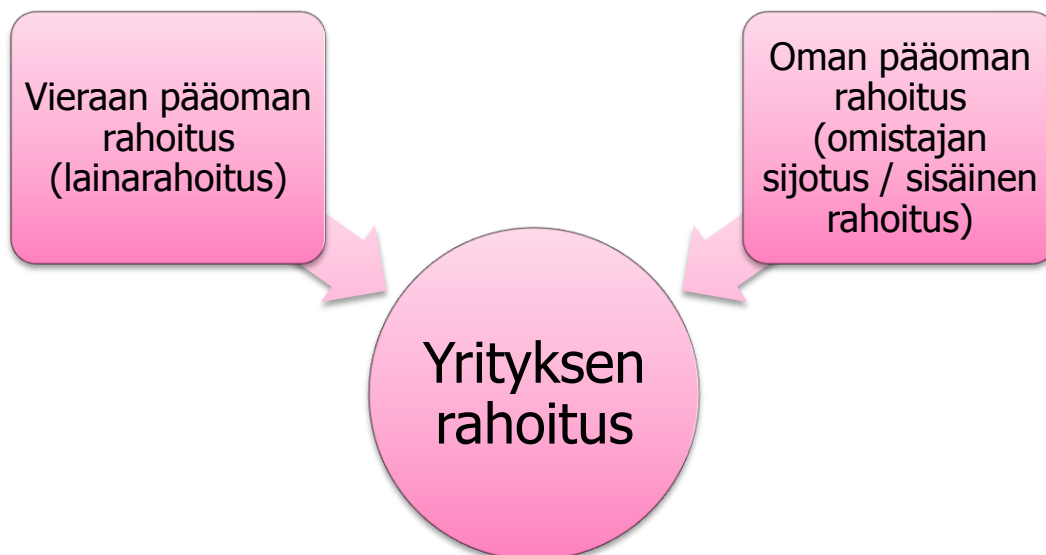 Vieraan pääoman
rahoitus
(lainarahoitus)
Oman pääoman
rahoitus
(omistajan
sijotus / sisäinen
rahoitus)
Yrityksen
rahoitus